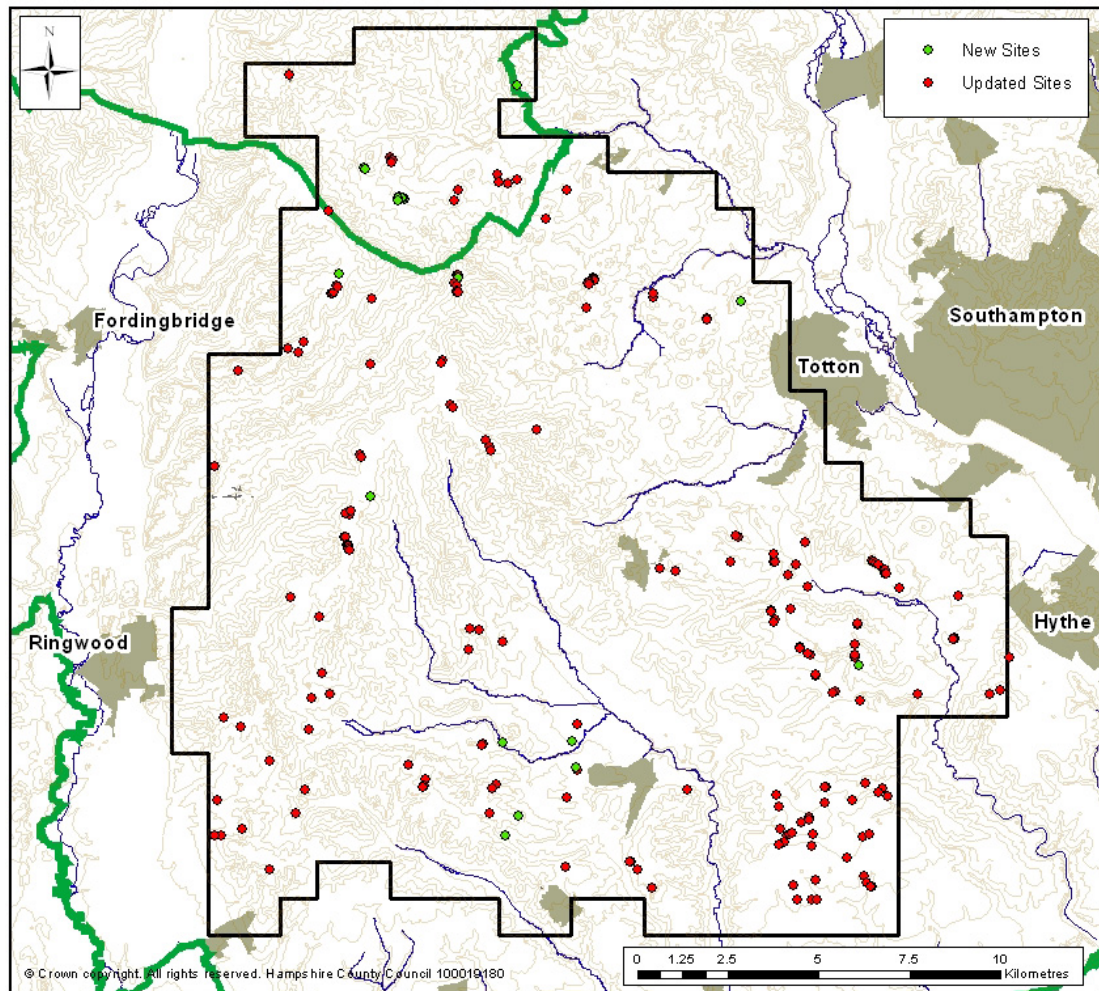 N
New Sites
Updated Sites
Fordingbridge
Southampton
Totton
Ringwood
Hythe
© Crown copyright. All rights reserved. Hampshire County Council 100019180
0 1.25 2.5 5 7.5 10
Kilometres